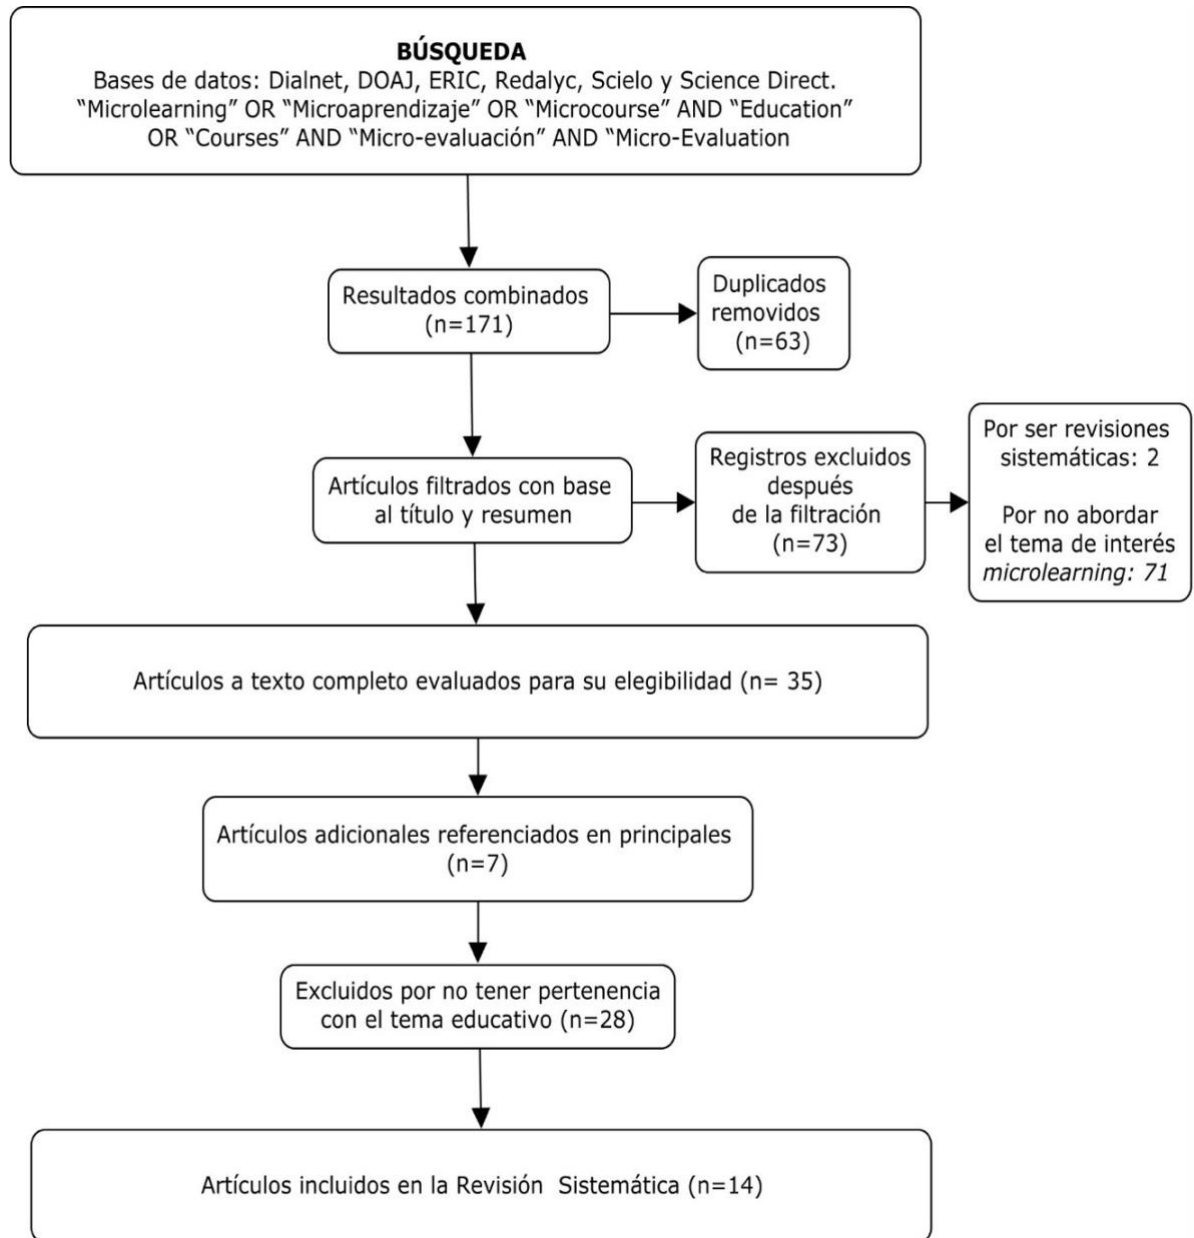 BÚSQUEDA
Bases de datos: Dialnet, DOAJ, ERIC, Redalyc, Scielo y Science Direct.
“Microlearning” OR “Microaprendizaje” OR “Microcourse” AND “Education”
OR “Courses” AND “Micro-evaluación” AND “Micro-Evaluation
Resultados combinados
(n=171)
Duplicados
removidos
(n=63)
Artículos filtrados con base
al título y resumen
Registros excluidos
después
de la filtración
(n=73)
Por ser revisiones
sistemáticas: 2
Por no abordar
el tema de interés
microlearning: 71
Artículos a texto completo evaluados para su elegibilidad (n= 35)
Artículos adicionales referenciados en principales
(n=7)
Excluidos por no tener pertenencia
con el tema educativo (n=28)
Artículos incluidos en la Revisión Sistemática (n=14)